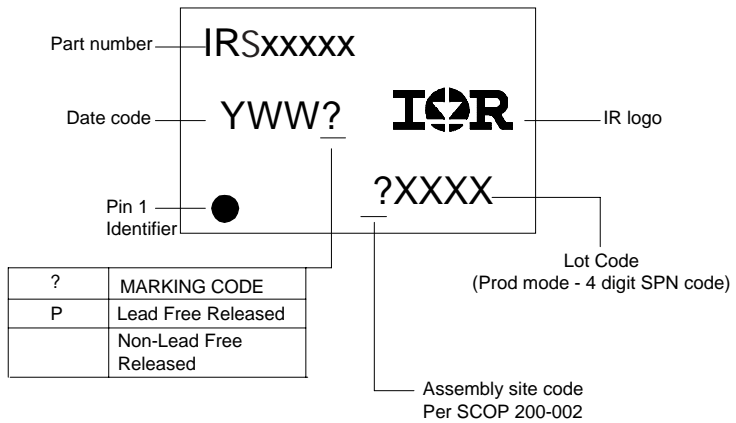 Part number
IRSxxxxx
Date code
YWW?
IOR
IR logo
?XXXX
Pin 1
Identifier
Lot Code
(Prod mode - 4 digit SPN code)
? MARKING CODE
P Lead Free Released
Non-Lead Free
Released
Assembly site code
Per SCOP 200-002